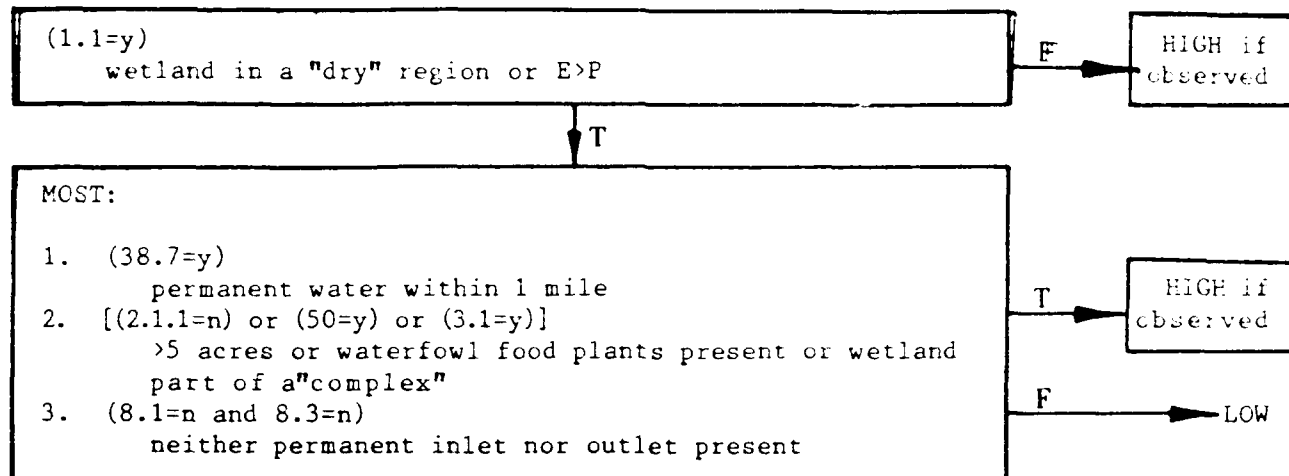 (1.1=y)
wetland in a "dry" region or E>P
F
HIGH if
observed
T
MOST:
1. (38.7=y)
permanent water within 1 mile
2. [(2.1.1=n) or (50=y) or (3.1=y)]
>5 acres or waterfowl food plants present or wetland
part of a"complex"
3. (8.1=n and 8.3=n)
neither permanent inlet nor outlet present
T
HIGH if
observed
F
LOW